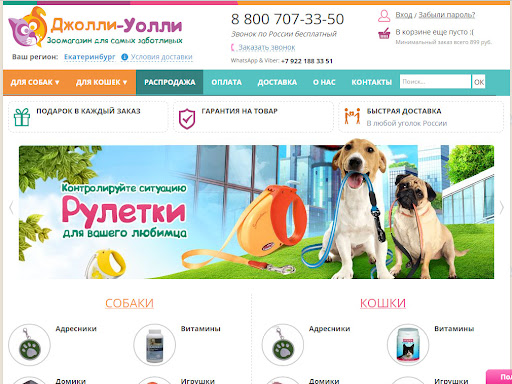 Джолли-Уолли
Зоомагазин для самых заботливых
8 800 707-33-50
Звонок по России бесплатный
Заказать звонок
WhatsApp & Viber: +7 922 188 33 51
Вход / Забыли пароль?
В корзине еще пусто :(
Минимальный заказ всего 899 руб.
Ваш регион: Екатеринбург
Условия доставки
ДЛЯ СОБАК ▼ ДЛЯ КОШЕК ▼ РАСПРОДАЖА ОПЛАТА ДОСТАВКА О НАС КОНТАКТЫ Поиск... OK
ПОДАРОК В КАЖДЫЙ ЗАКАЗ
ГАРАНТИЯ НА ТОВАР
БЫСТРАЯ ДОСТАВКА
В любой уголок России
Контролируйте ситуацию
Рулетки
для вашего любимца
СОБАКИ
КОШКИ
Адресники
Витамины
Адресники
Витамины
Домики
Игрушки
Домики
Игрушки